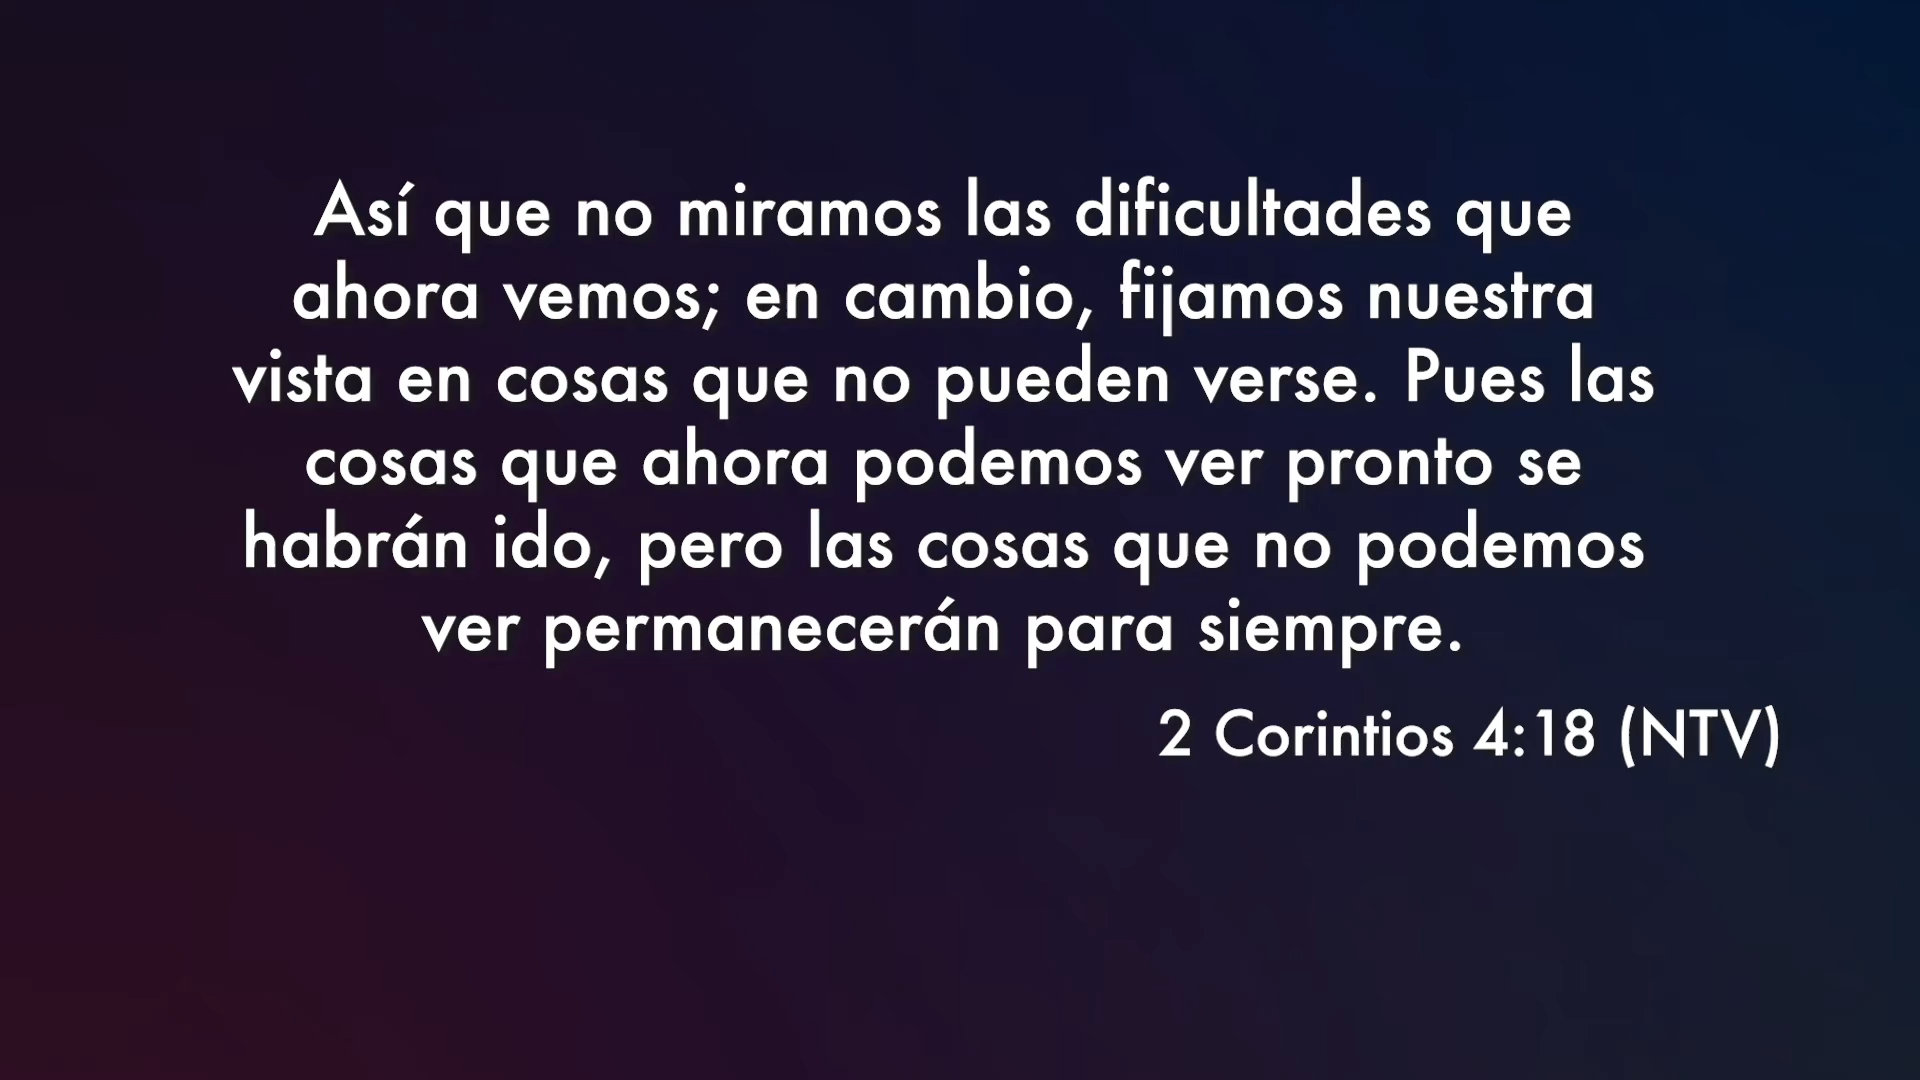 Así que no miramos las dificultades que
ahora vemos; en cambio, fijamos nuestra
vista en cosas que no pueden verse. Pues las
cosas que ahora podemos ver pronto se
habrán ido, pero las cosas que no podemos
ver permanecerán para siempre.
2 Corintios 4:18 (NTV)